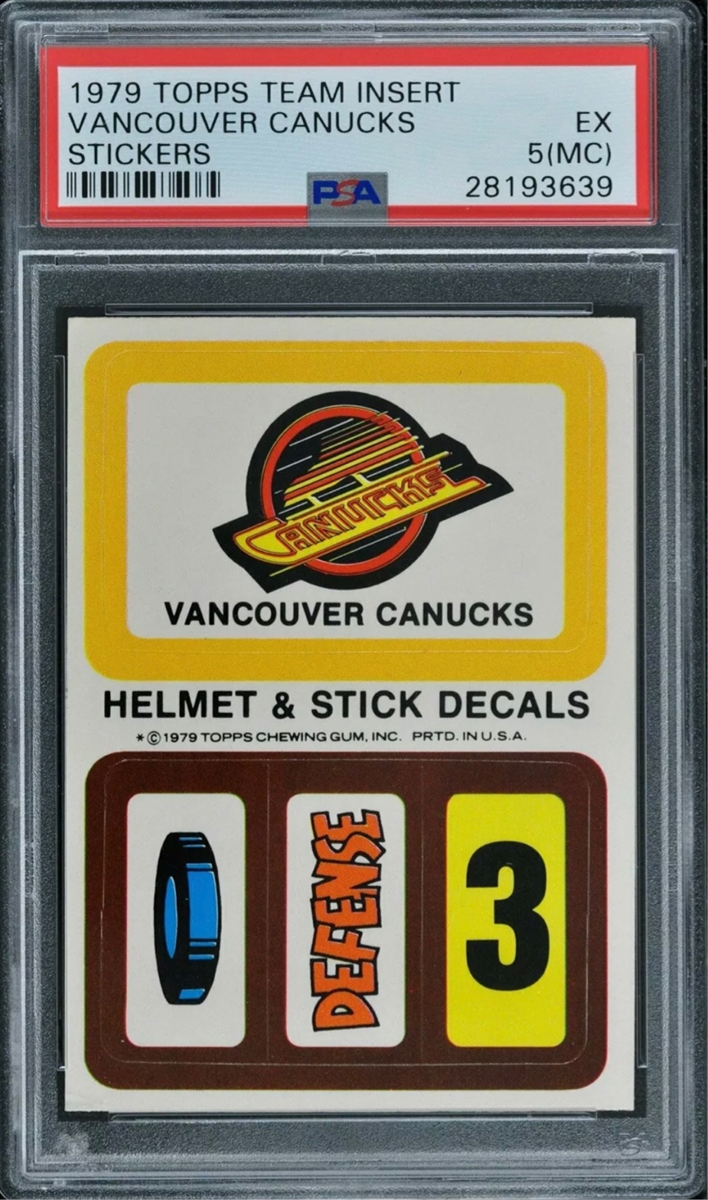 1979 TOPPS TEAM INSERT
VANCOUVER CANUCKS EX
STICKERS 5(MC)
PSA 28193639
CANUCKS
VANCOUVER CANUCKS
HELMET & STICK DECALS
*©1979 TOPPS CHEWING GUM, INC. PRTD. IN U.S.A.
DEFENSE
3